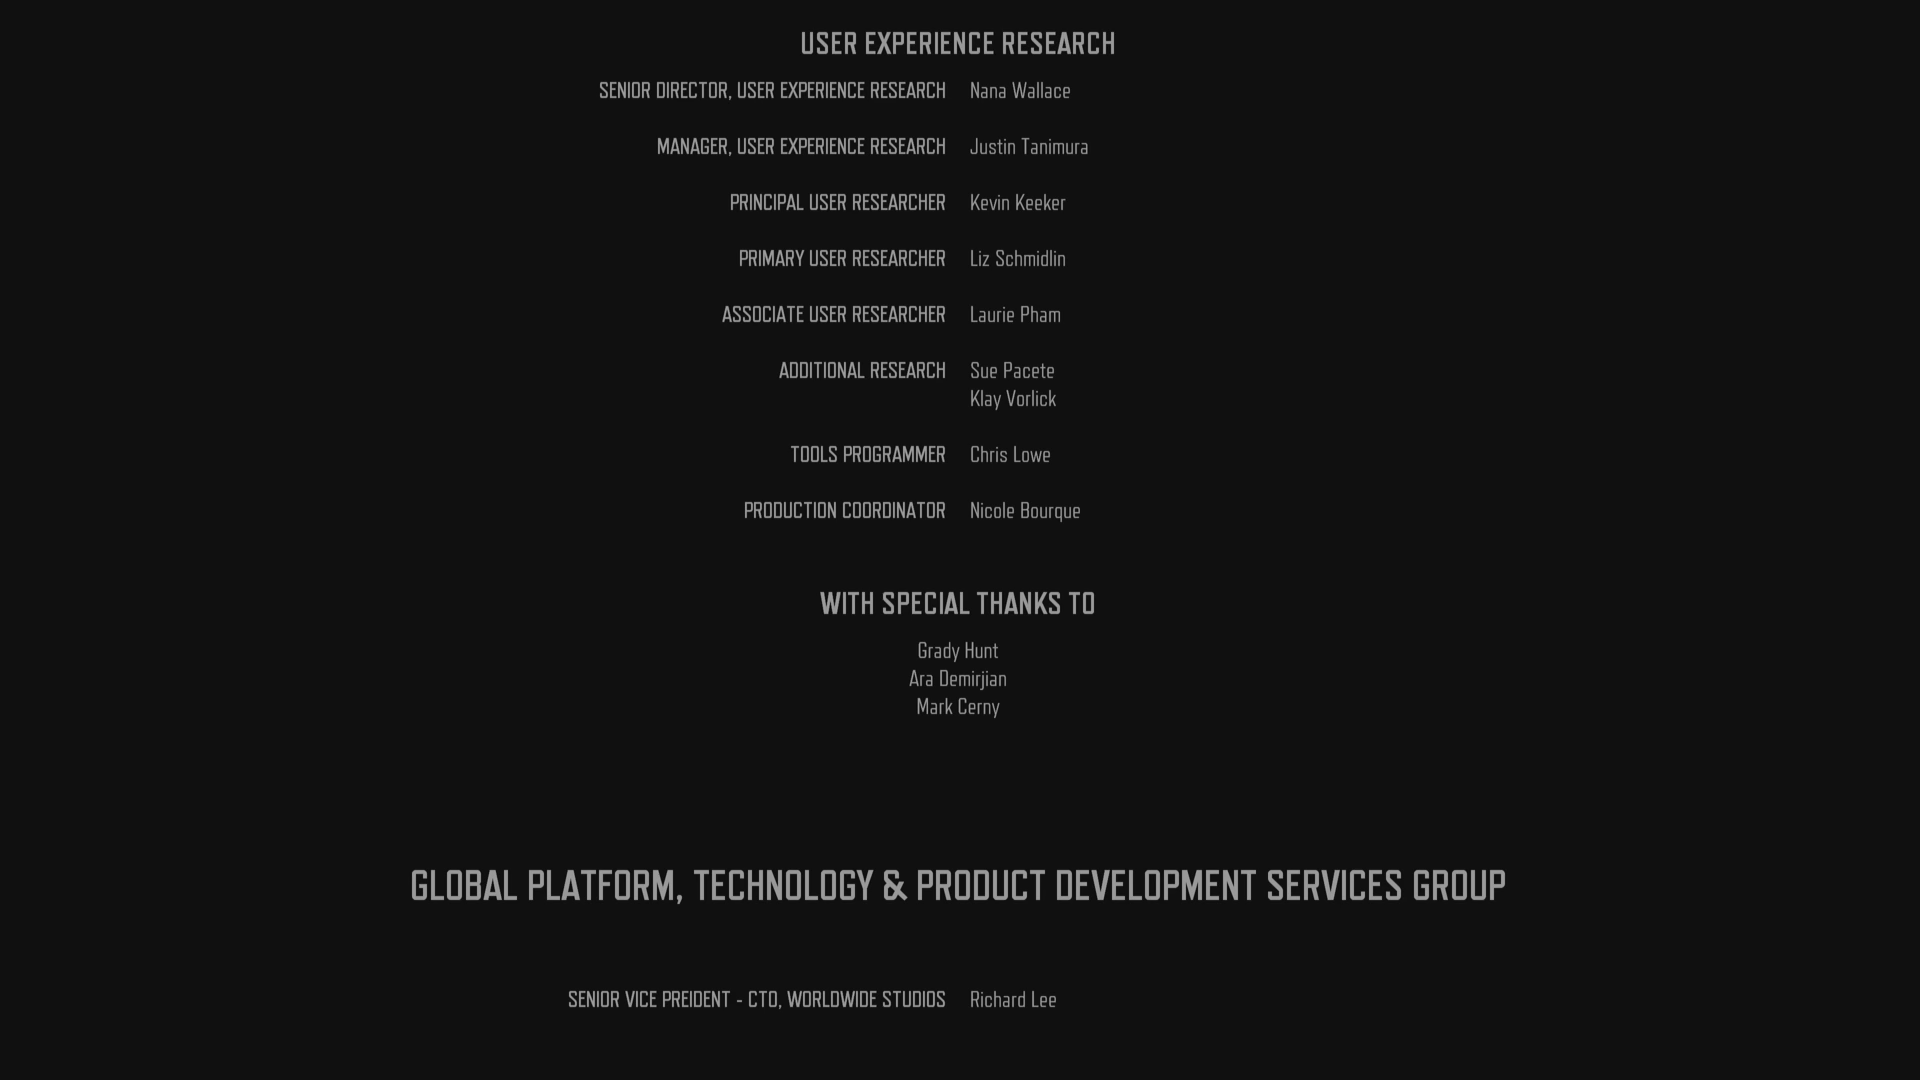 USER EXPERIENCE RESEARCH
SENIOR DIRECTOR, USER EXPERIENCE RESEARCH Nana Wallace
MANAGER, USER EXPERIENCE RESEARCH Justin Tanimura
PRINCIPAL USER RESEARCHER Kevin Keeker
PRIMARY USER RESEARCHER Liz Schmidlin
ASSOCIATE USER RESEARCHER Laurie Pham
ADDITIONAL RESEARCH Sue Pacete
Klay Vorlick
TOOLS PROGRAMMER Chris Lowe
PRODUCTION COORDINATOR Nicole Bourque
WITH SPECIAL THANKS TO
Grady Hunt
Ara Demirjian
Mark Cerny
GLOBAL PLATFORM, TECHNOLOGY & PRODUCT DEVELOPMENT SERVICES GROUP
SENIOR VICE PREIDENT - CTO, WORLDWIDE STUDIOS Richard Lee